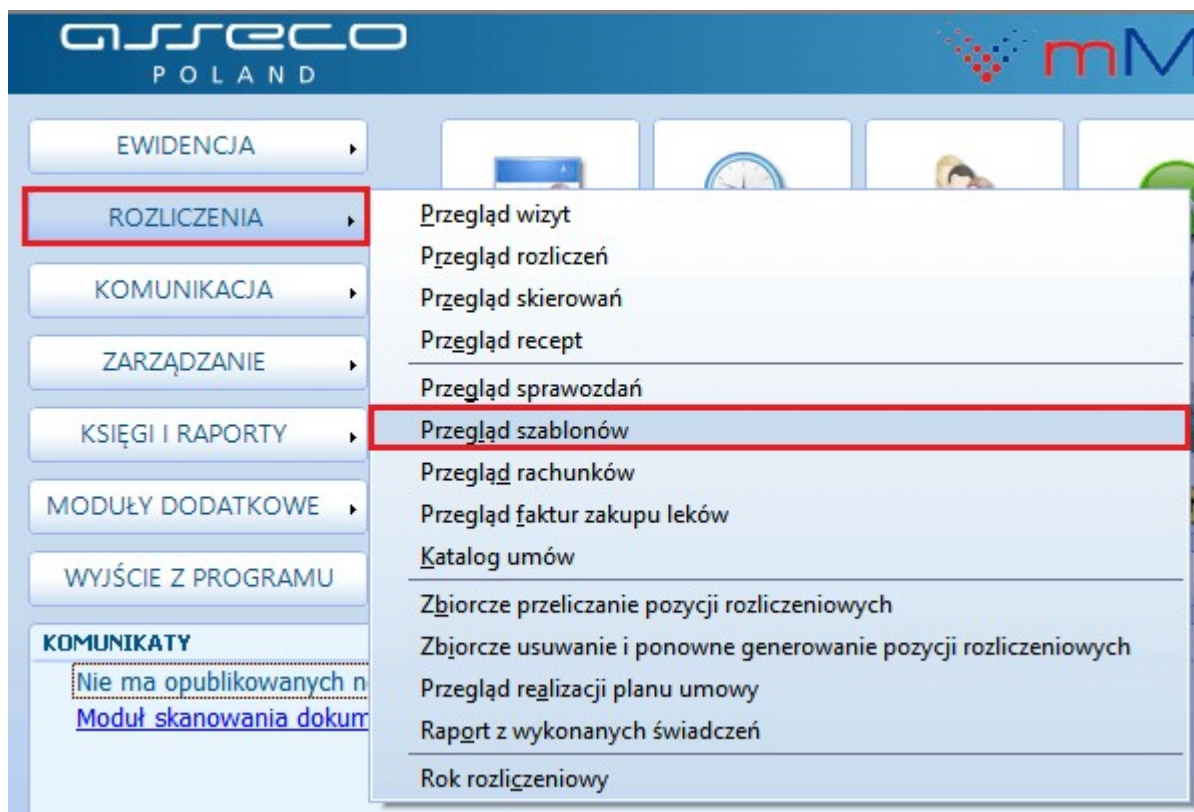 asseco
POLAND
mM
EWIDENCJA
ROZLICZENIA
KOMUNIKACJA
ZARZĄDZANIE
KSIĘGI I RAPORTY
MODUŁY DODATKOWE
WYJŚCIE Z PROGRAMU
KOMUNIKATY
Nie ma opublikowanych n
Moduł skanowania dokum
Przegląd wizyt
Przegląd rozliczeń
Przegląd skierowań
Przegląd recept
Przegląd sprawozdań
Przegląd szablonów
Przegląd rachunków
Przegląd faktur zakupu leków
Katalog umów
Zbiorcze przeliczanie pozycji rozliczeniowych
Zbiorcze usuwanie i ponowne generowanie pozycji rozliczeniowych
Przegląd realizacji planu umowy
Raport z wykonanych świadczeń
Rok rozliczeniowy